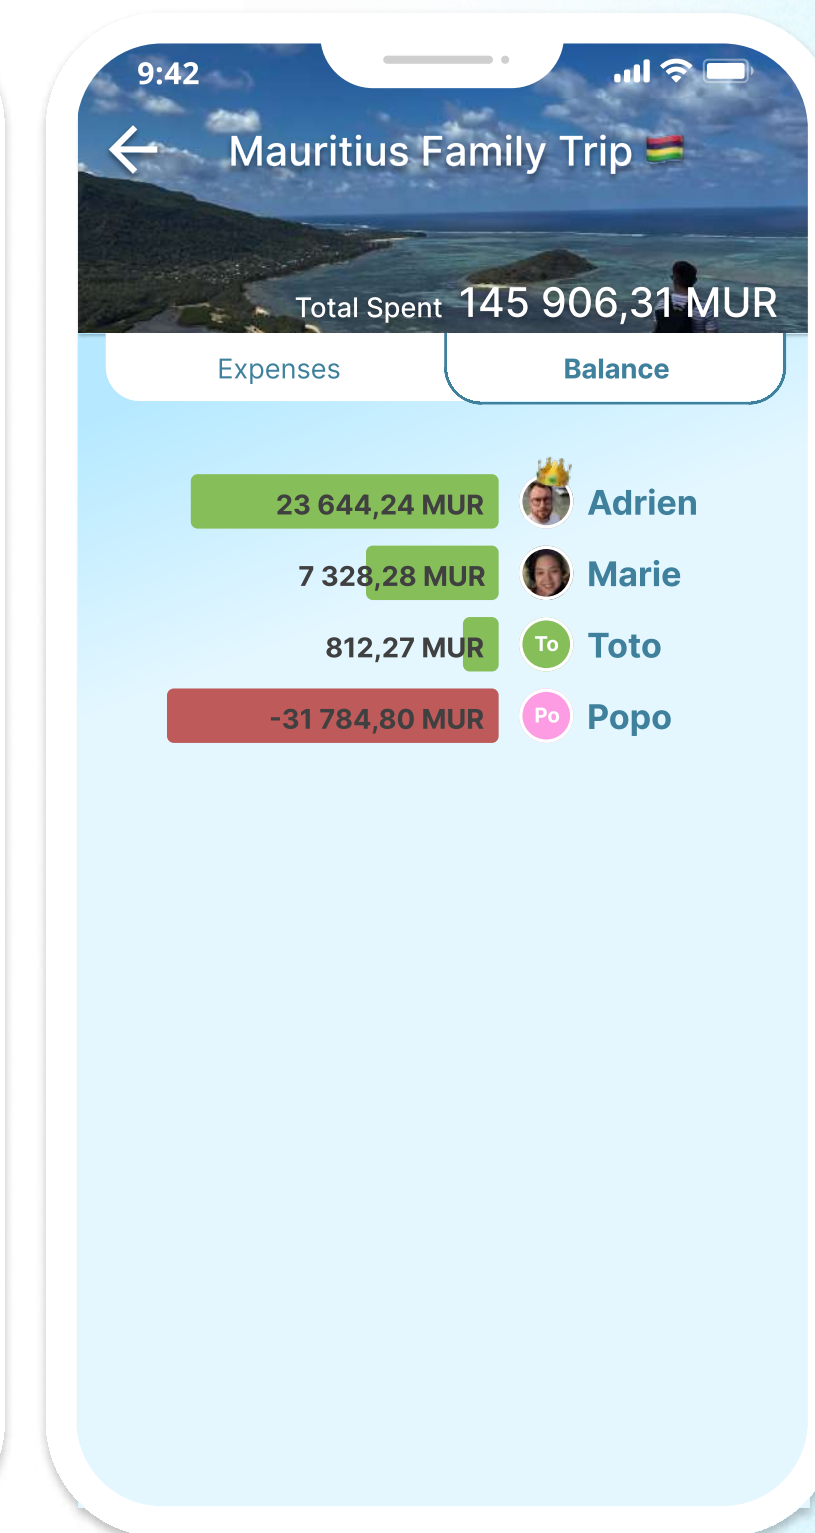 9:42
Mauritius Family Trip 🇲🇺
Total Spent 145 906,31 MUR
Expenses Balance
23 644,24 MUR Adrien
7 328,28 MUR Marie
812,27 MUR To Toto
-31 784,80 MUR Po Popo